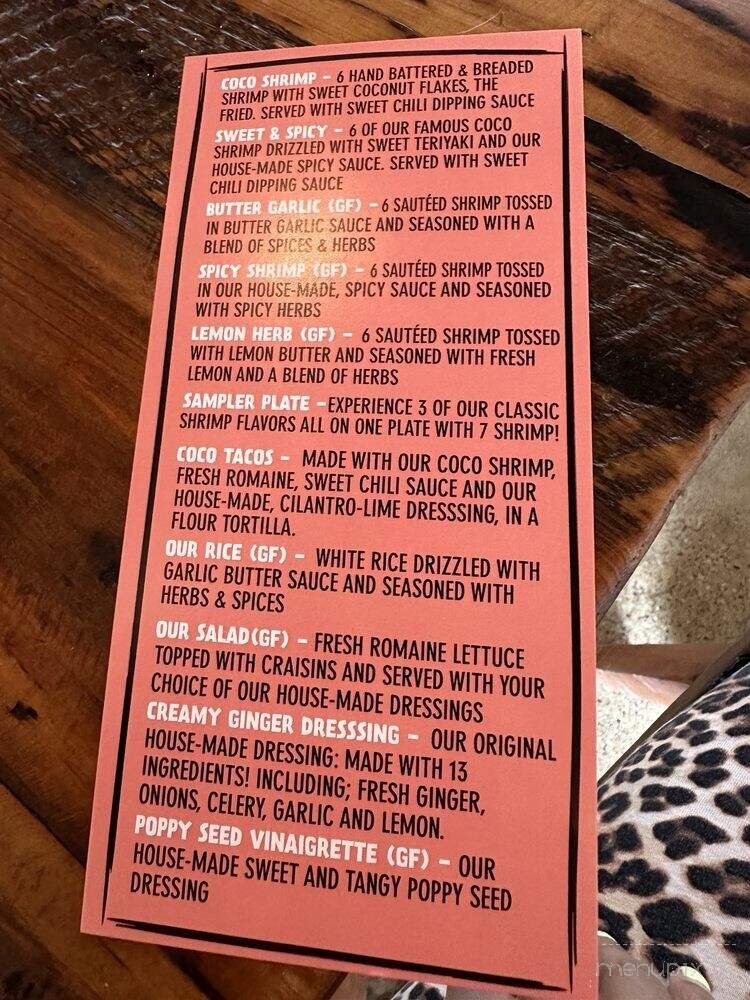 COCO SHRIMP - 6 HAND BATTERED & BREADED
SHRIMP WITH SWEET COCONUT FLAKES, THE
FRIED. SERVED WITH SWEET CHILI DIPPING SAUCE
SWEET & SPICY - 6 OF OUR FAMOUS COCO
SHRIMP DRIZZLED WITH SWEET TERIYAKI AND OUR
HOUSE-MADE SPICY SAUCE. SERVED WITH SWEET
CHILI DIPPING SAUCE
BUTTER GARLIC (GF) - 6 SAUTÉED SHRIMP TOSSED
IN BUTTER GARLIC SAUCE AND SEASONED WITH A
BLEND OF SPICES & HERBS
SPICY SHRIMP (GF) - 6 SAUTÉED SHRIMP TOSSED
IN OUR HOUSE-MADE, SPICY SAUCE AND SEASONED
WITH SPICY HERBS
LEMON HERB (GF) - 6 SAUTÉED SHRIMP TOSSED
WITH LEMON BUTTER AND SEASONED WITH FRESH
LEMON AND A BLEND OF HERBS
SAMPLER PLATE -EXPERIENCE 3 OF OUR CLASSIC
SHRIMP FLAVORS ALL ON ONE PLATE WITH 7 SHRIMP!
COCO TACOS - MADE WITH OUR COCO SHRIMP,
FRESH ROMAINE, SWEET CHILI SAUCE AND OUR
HOUSE-MADE, CILANTRO-LIME DRESSSING, IN A
FLOUR TORTILLA.
OUR RICE (GF) - WHITE RICE DRIZZLED WITH
GARLIC BUTTER SAUCE AND SEASONED WITH
HERBS & SPICES
OUR SALAD(GF) - FRESH ROMAINE LETTUCE
TOPPED WITH CRAISINS AND SERVED WITH YOUR
CHOICE OF OUR HOUSE-MADE DRESSINGS
CREAMY GINGER DRESSSING - OUR ORIGINAL
HOUSE-MADE DRESSING: MADE WITH 13
INGREDIENTS! INCLUDING; FRESH GINGER,
ONIONS, CELERY, GARLIC AND LEMON.
POPPY SEED VINAIGRETTE (GF) - OUR
HOUSE-MADE SWEET AND TANGY POPPY SEED
DRESSING
menupix